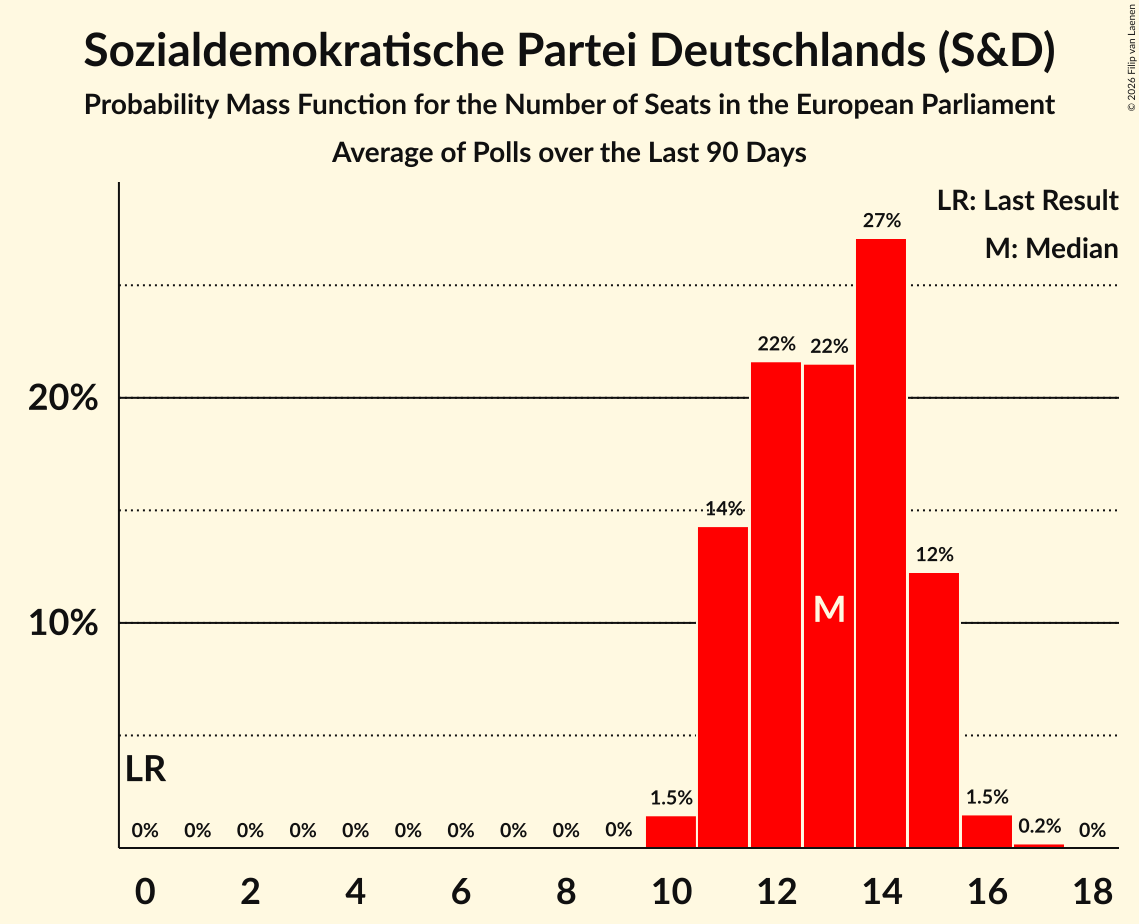 Sozialdemokratische Partei Deutschlands (S&D)
Probability Mass Function for the Number of Seats in the European Parliament
Average of Polls over the Last 90 Days
© 2026 Filip van Laenen
LR: Last Result
M: Median
27%
22% 22%
20%
14%
12%
M
10%
LR
0% 0% 0% 0% 0% 0% 0% 0% 0% 0% 1.5% 1.5% 0.2% 0%
0 2 4 6 8 10 12 14 16 18